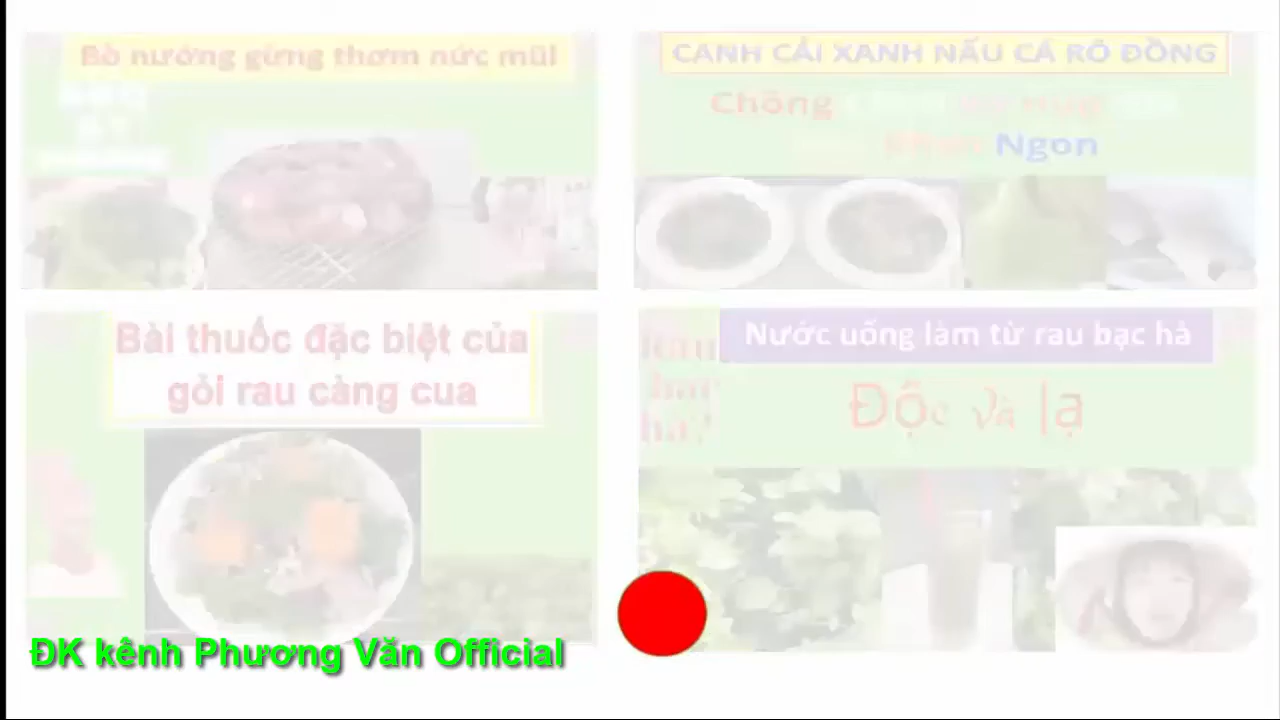 Bò nướng gừng thơm nức mũi
CANH CẢI XANH NẤU CÁ RÔ ĐỒNG
Chồng
Khen Ngon
Bài thuốc đặc biệt của
gỏi rau càng cua
Nước uống làm từ rau bạc hà
Độc và lạ
ĐK kênh Phương Văn Official